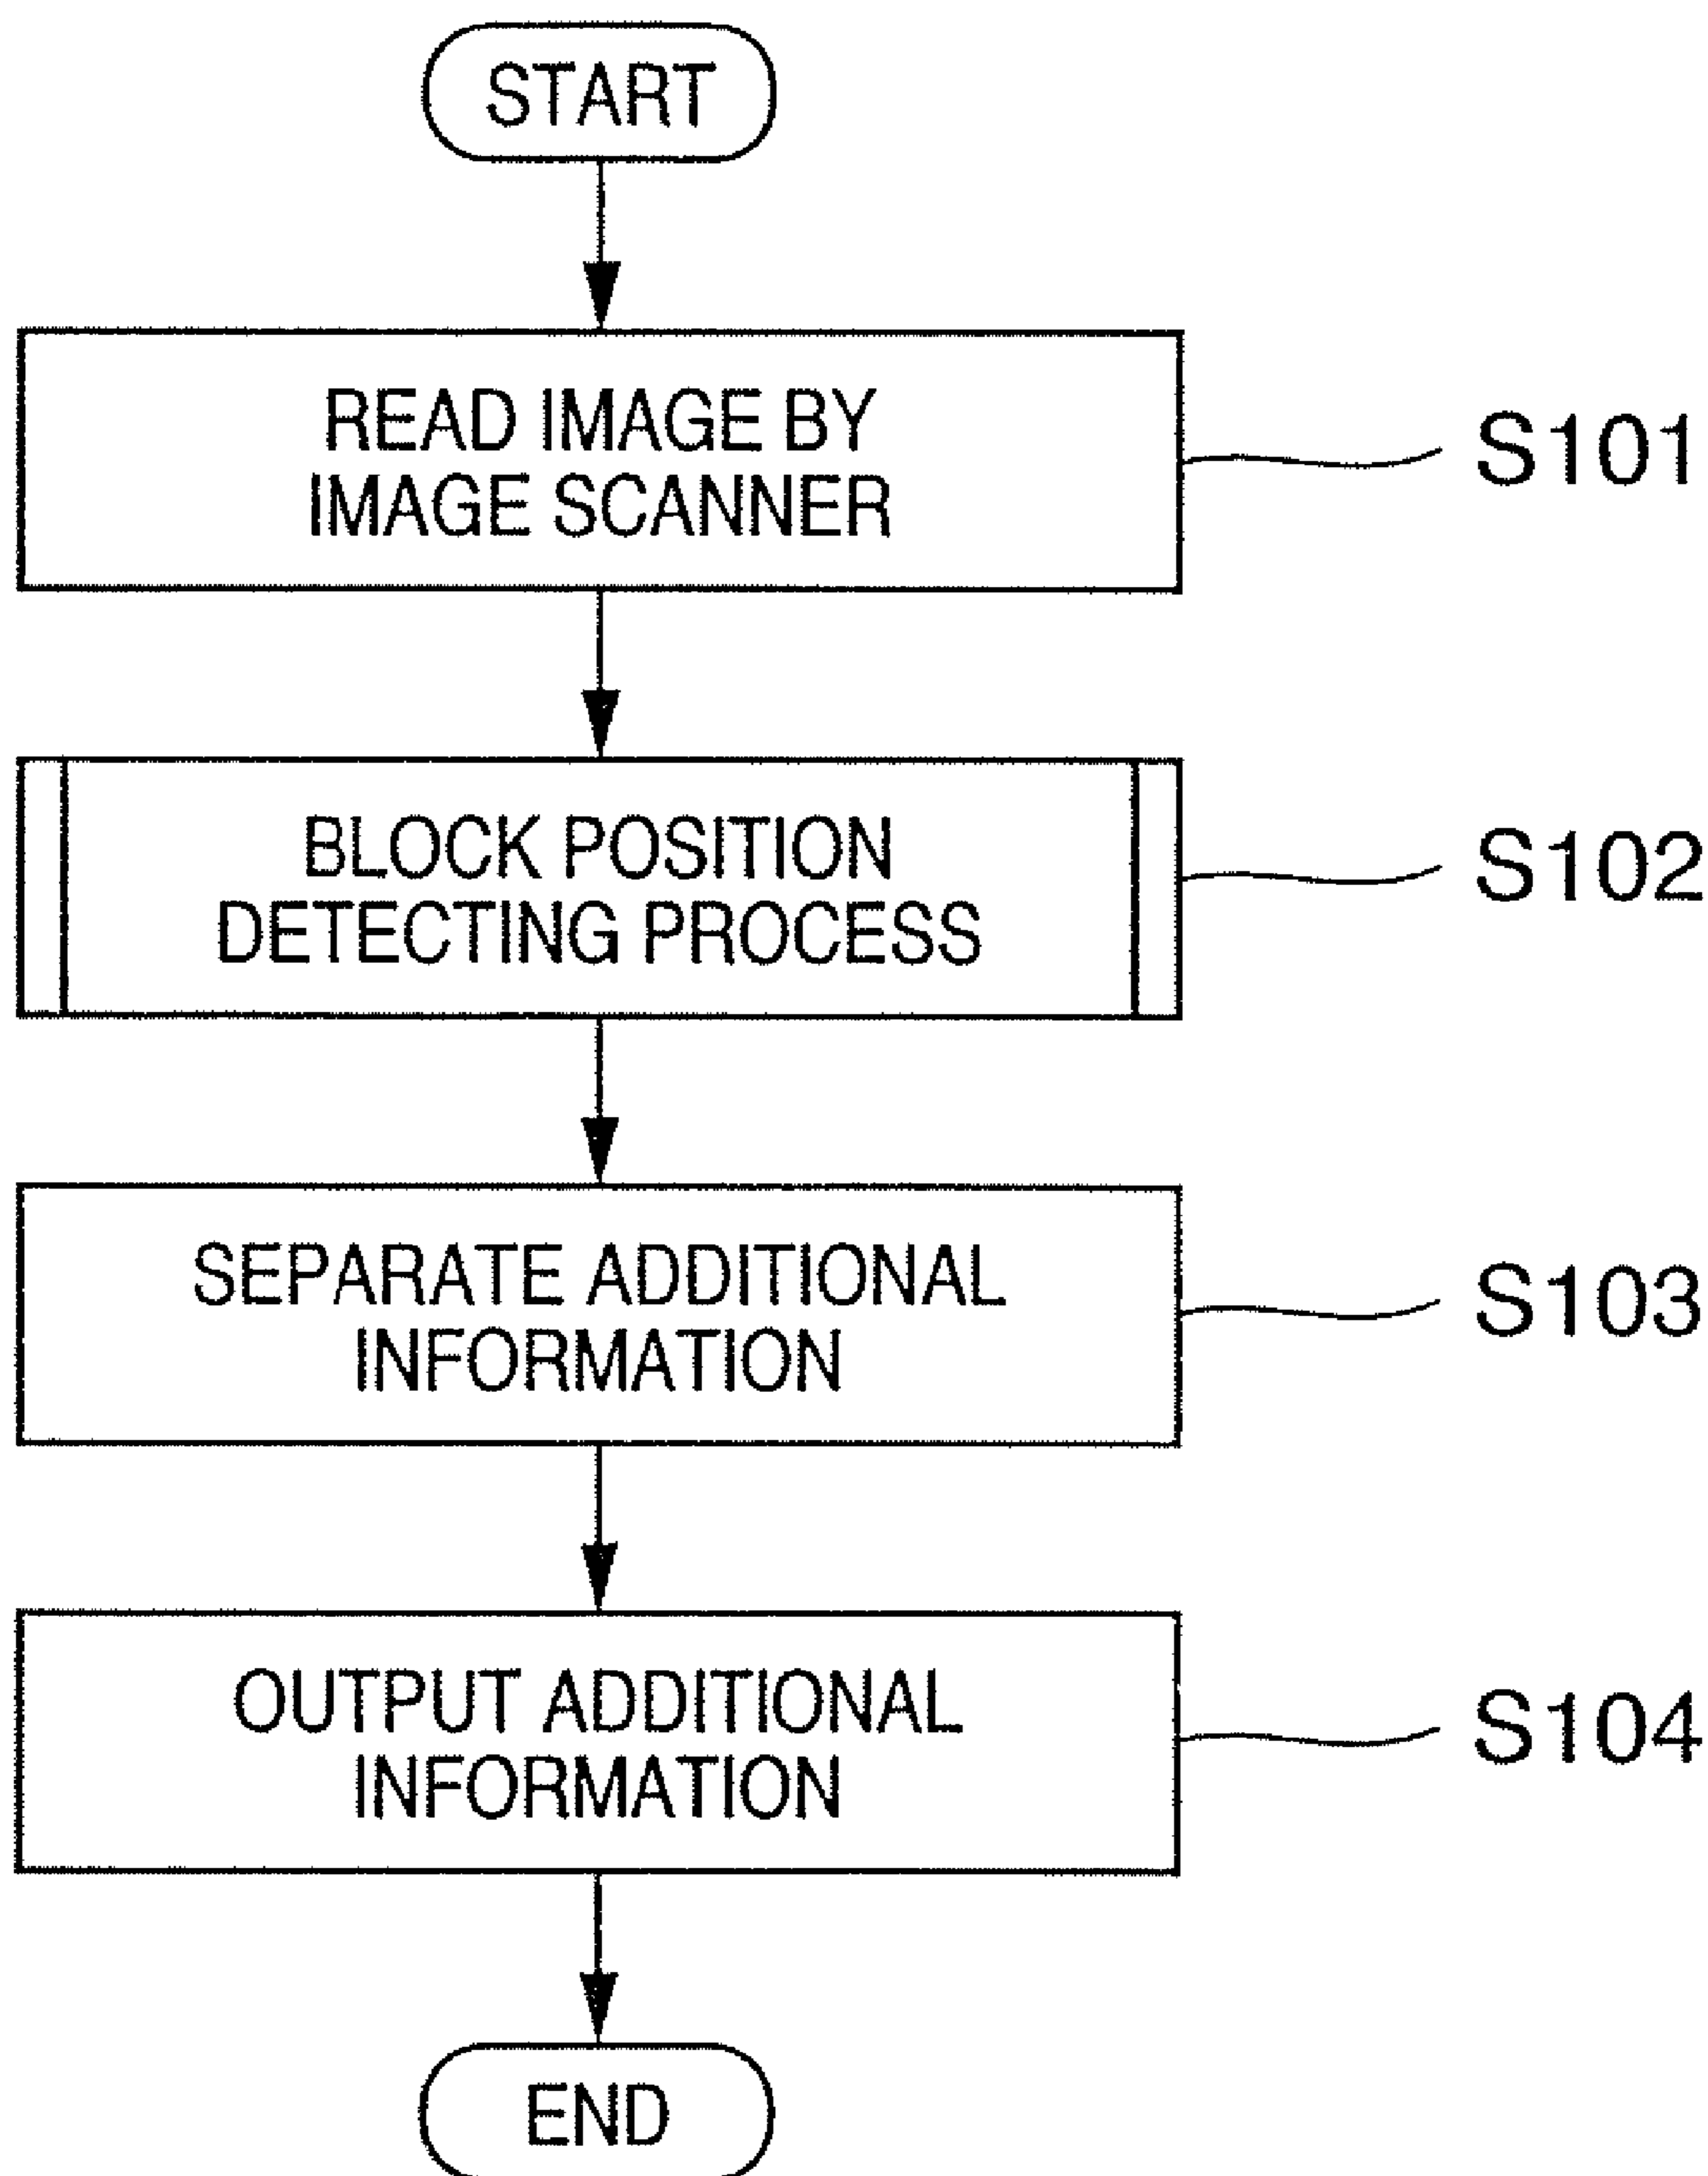 START
READ IMAGE BY
IMAGE SCANNER
S101
BLOCK POSITION
DETECTING PROCESS
S102
SEPARATE ADDITIONAL
INFORMATION
S103
OUTPUT ADDITIONAL
INFORMATION
S104
END